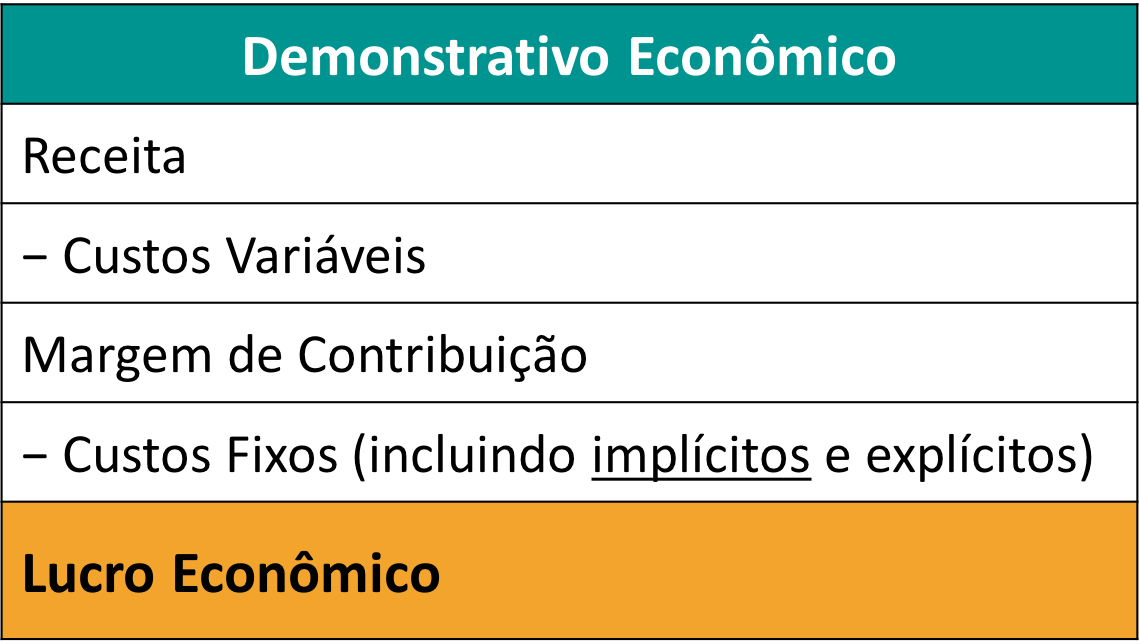 Demonstrativo Econômico
Receita
− Custos Variáveis
Margem de Contribuição
− Custos Fixos (incluindo implícitos e explícitos)
Lucro Econômico